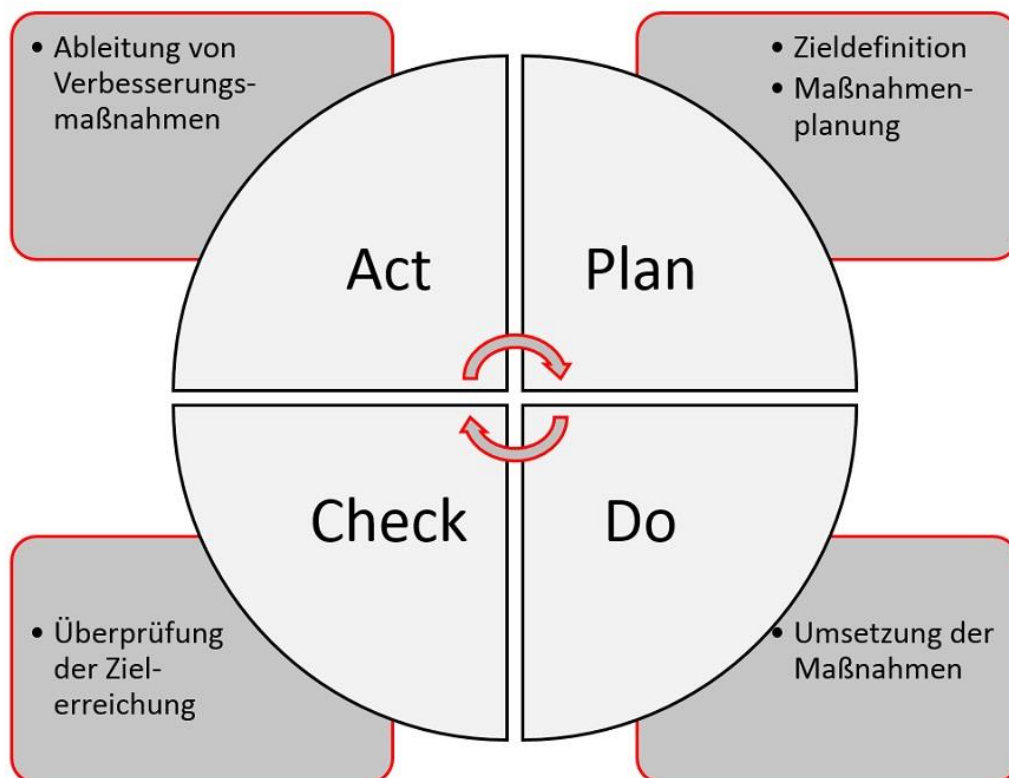 • Ableitung von
Verbesserungs-
maßnahmen
• Zieldefinition
• Maßnahmen-
planung
Act
Plan
Check
Do
• Überprüfung
der Ziel-
erreichung
• Umsetzung der
Maßnahmen